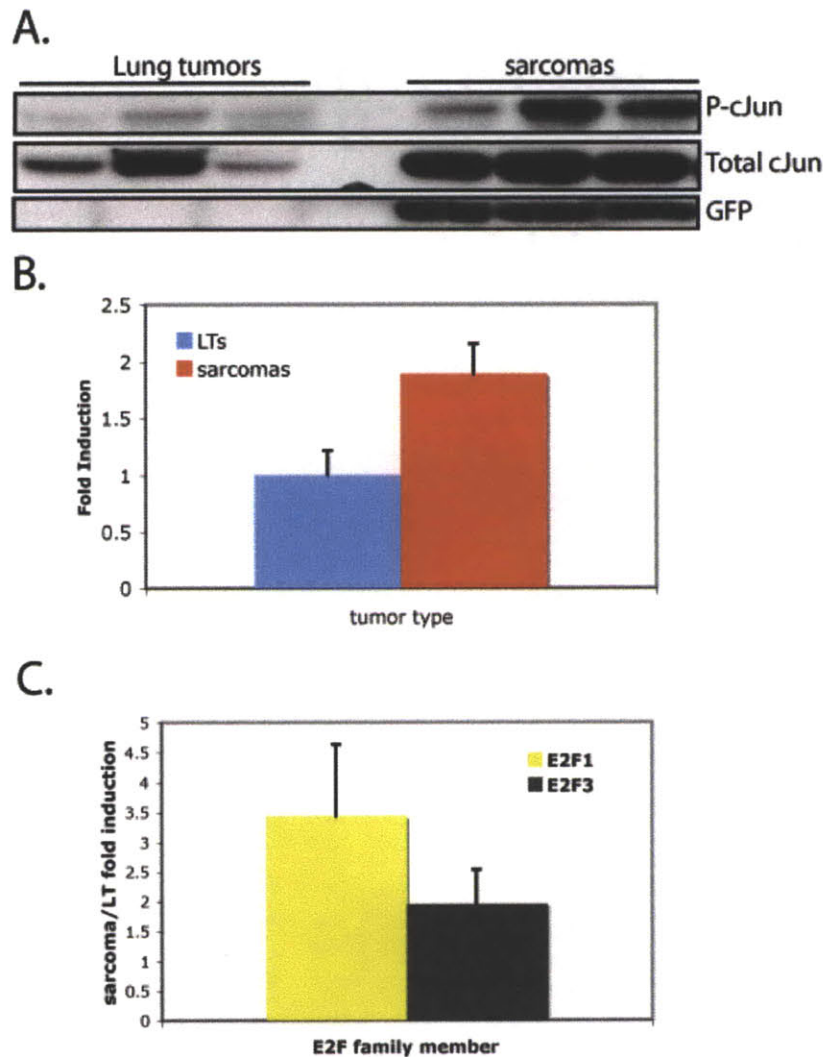 A.
Lung tumors sarcomas
P-cJun
Total cJun
GFP
B.
2.5
2
1.5
1
0.5
0
Fold Induction
LTs
sarcomas
tumor type
C.
5
4.5
4
3.5
3
2.5
2
1.5
1
0.5
0
sarcoma/LT fold induction
E2F1
E2F3
E2F family member